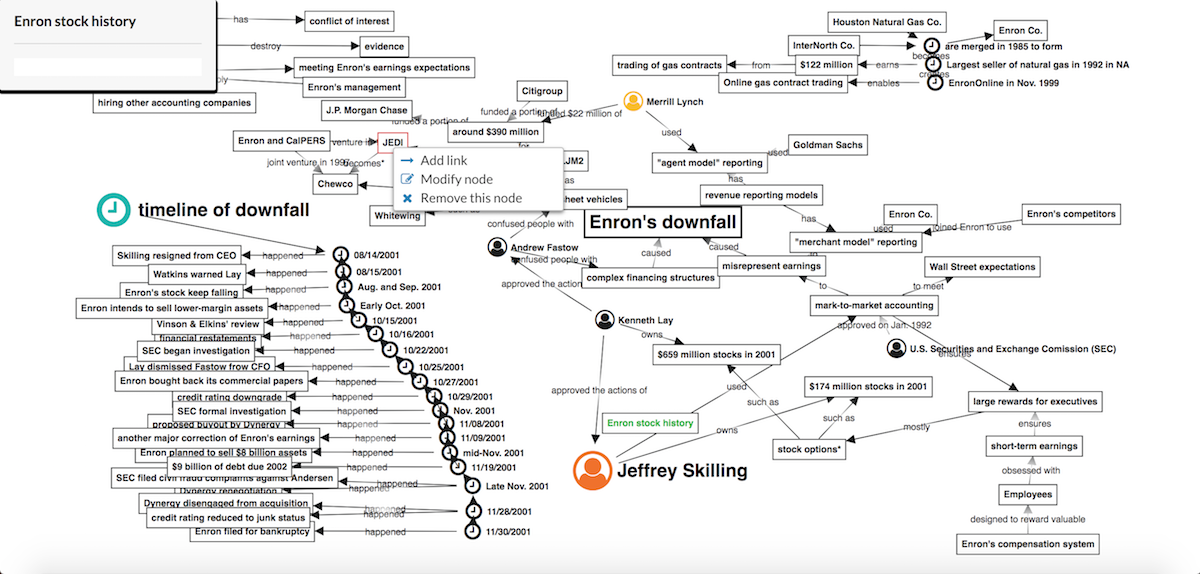 Enron stock history
has
conflict of interest
destroy
evidence
meeting Enron's earnings expectations
Enron's management
hiring other accounting companies
J.P. Morgan Chase
Citigroup
funded a portion of
funded a portion of
funded $22 million of
around $390 million
for
Merrill Lynch
used
Enron and CalPERS
venture in
JEDI
joint venture in 1997
becomes*
Chewco
Whitewing
such as
Add link
Modify node
Remove this node
JM2
as
sheet vehicles
Houston Natural Gas Co.
Enron Co.
InterNorth Co.
are merged in 1985 to form
becomes
trading of gas contracts
from
$122 million
earns
Largest seller of natural gas in 1992 in NA
creates
Online gas contract trading
enables
EnronOnline in Nov. 1999
Goldman Sachs
used
"agent model" reporting
has
revenue reporting models
has
Enron Co.
used
joined Enron to use
Enron's competitors
"merchant model" reporting
Enron's downfall
confused people with
Andrew Fastow
confused people with
caused
caused
complex financing structures
misrepresent earnings
to
Wall Street expectations
to meet
mark-to-market accounting
approved the action
Kenneth Lay
owns
approved on Jan. 1992
U.S. Securities and Exchange Comission (SEC)
ensures
$659 million stocks in 2001
approved the actions of
used
$174 million stocks in 2001
such as
such as
large rewards for executives
mostly
ensures
Enron stock history
owns
stock options*
short-term earnings
obsessed with
Jeffrey Skilling
Employees
designed to reward valuable
Enron's compensation system
timeline of downfall
Skilling resigned from CEO
happened
08/14/2001
Watkins warned Lay
happened
08/15/2001
Enron's stock keep falling
happened
Aug. and Sep. 2001
Enron intends to sell lower-margin assets
happened
Early Oct. 2001
Vinson & Elkins' review
happened
10/15/2001
financial restatements
happened
10/16/2001
SEC began investigation
happened
10/22/2001
Lay dismissed Fastow frow CFO
happened
10/25/2001
Enron bought back its commercial papers
happened
10/27/2001
credit rating downgrade
happened
10/29/2001
SEC formal investigation
happened
Nov. 2001
proposed buyout by Dynergy
happened
11/08/2001
another major correction of Enron's earnings
happened
11/09/2001
Enron planned to sell $8 billion assets
happened
mid-Nov. 2001
$9 billion of debt due 2002
happened
11/19/2001
SEC filed civil fraud complaints against Andersen
happened
Late Nov. 2001
Dynergy renegotiation
happened
Dynergy disengaged from acquisition
happened
11/28/2001
credit rating reduced to junk status
happened
Enron filed for bankruptcy
happened
11/30/2001